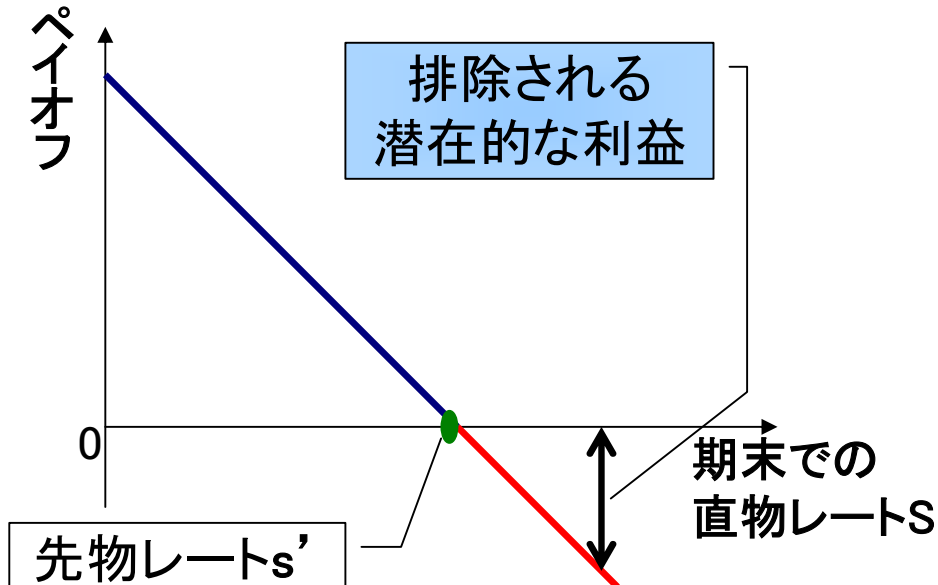 ペイオフ
排除される
潜在的な利益
0
期末での
直物レートS
先物レートs’